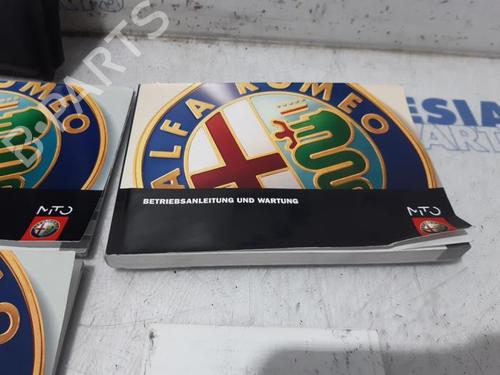 ALFA ROMEO
BETRIEBSANLEITUNG UND WARTUNG
MiTo
MiTo
B-PARTS